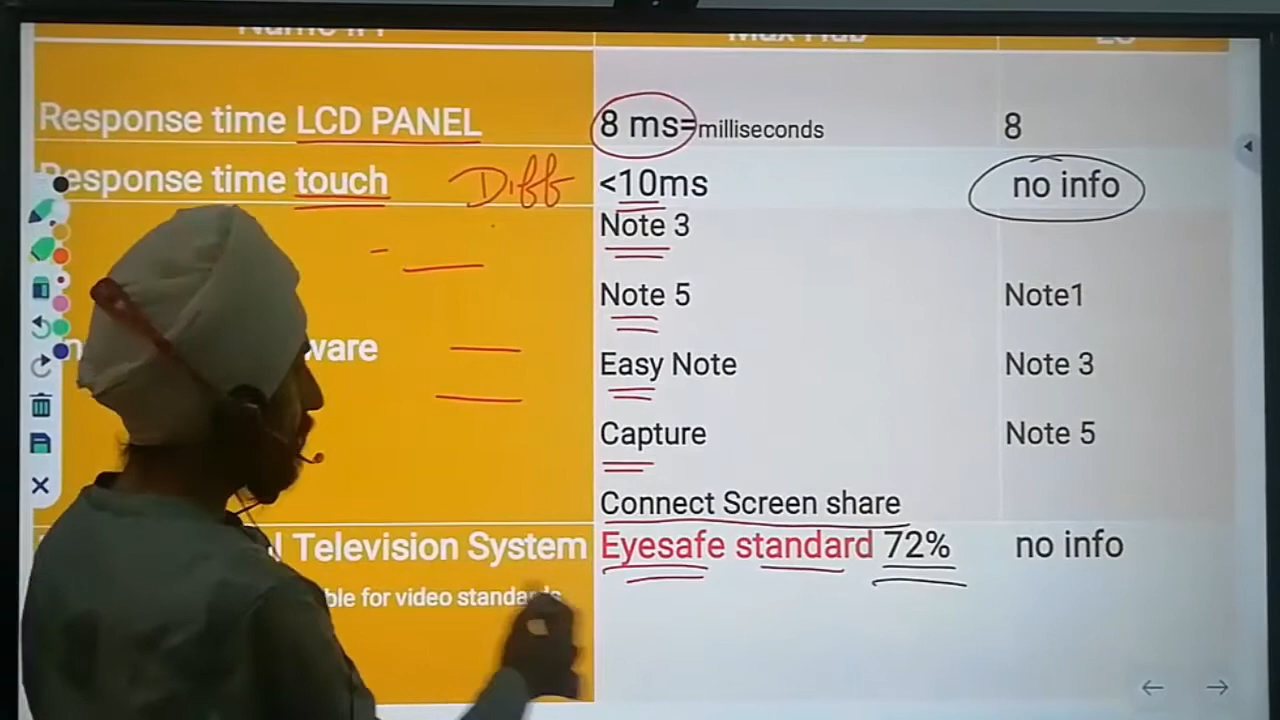 Response time LCD PANEL 8 ms=milliseconds 8
Response time touch Diff <10ms no info
Note 3
Note 5 Note1
ware Easy Note Note 3
Capture Note 5
Connect Screen share
Television System Eyesafe standard 72% no info
for video standards